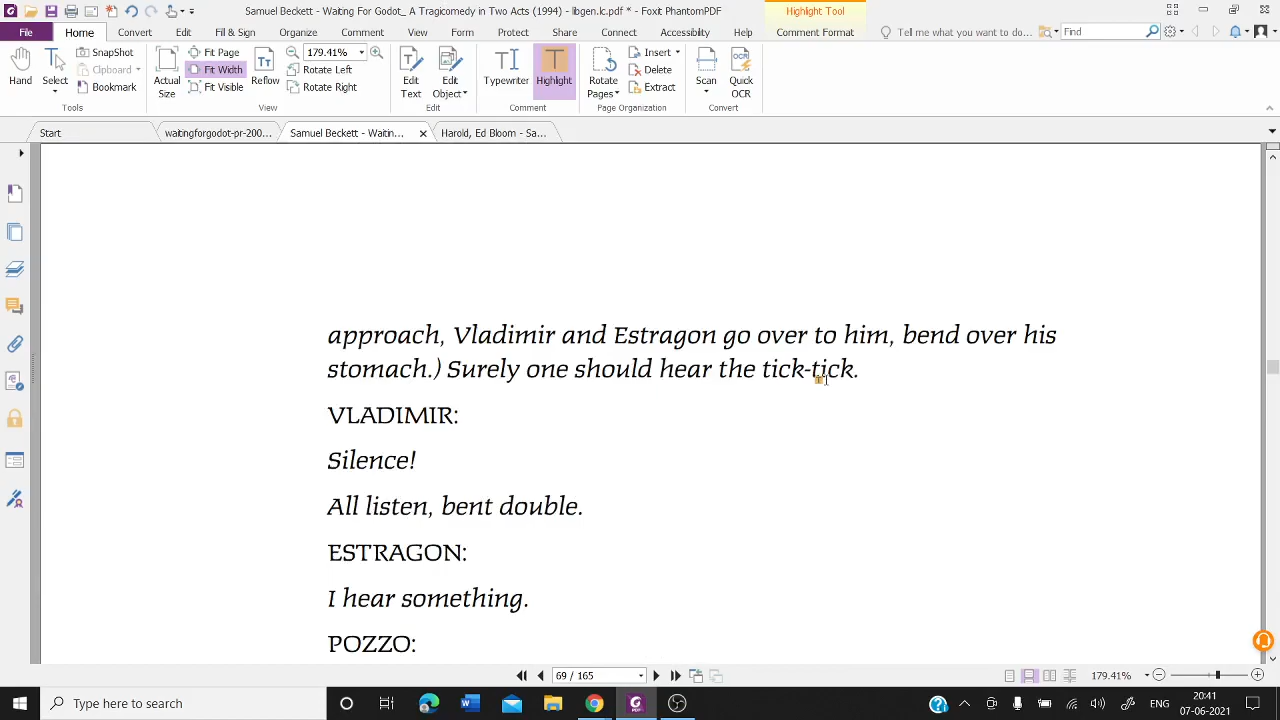 Samuel Beckett - Waiting For Godot_ A Tragicomedy in Two Acts (1994) - libgen.lc.pdf * - Foxit PhantomPDF
Highlight Tool
File Home Convert Edit Fill & Sign Organize Comment View Form Protect Share Connect Accessibility Help Comment Format Tell me what you want to do... Find
Hand
Select
SnapShot
Clipboard
Bookmark
Actual Size
Fit Page
Fit Width
Fit Visible
Reflow
179.41%
Rotate Left
Rotate Right
Edit Text
Edit Object
Typewriter
Highlight
Rotate Pages
Insert
Delete
Extract
Scan
Quick OCR
Tools View Edit Comment Page Organization Convert
Start waitingforgodot-pr-200... Samuel Beckett - Waitin... Harold, Ed Bloom - Sa...
approach, Vladimir and Estragon go over to him, bend over his
stomach.) Surely one should hear the tick-tick.
VLADIMIR:
Silence!
All listen, bent double.
ESTRAGON:
I hear something.
POZZO:
69 / 165 179.41%
Type here to search ENG 20:41
07-06-2021